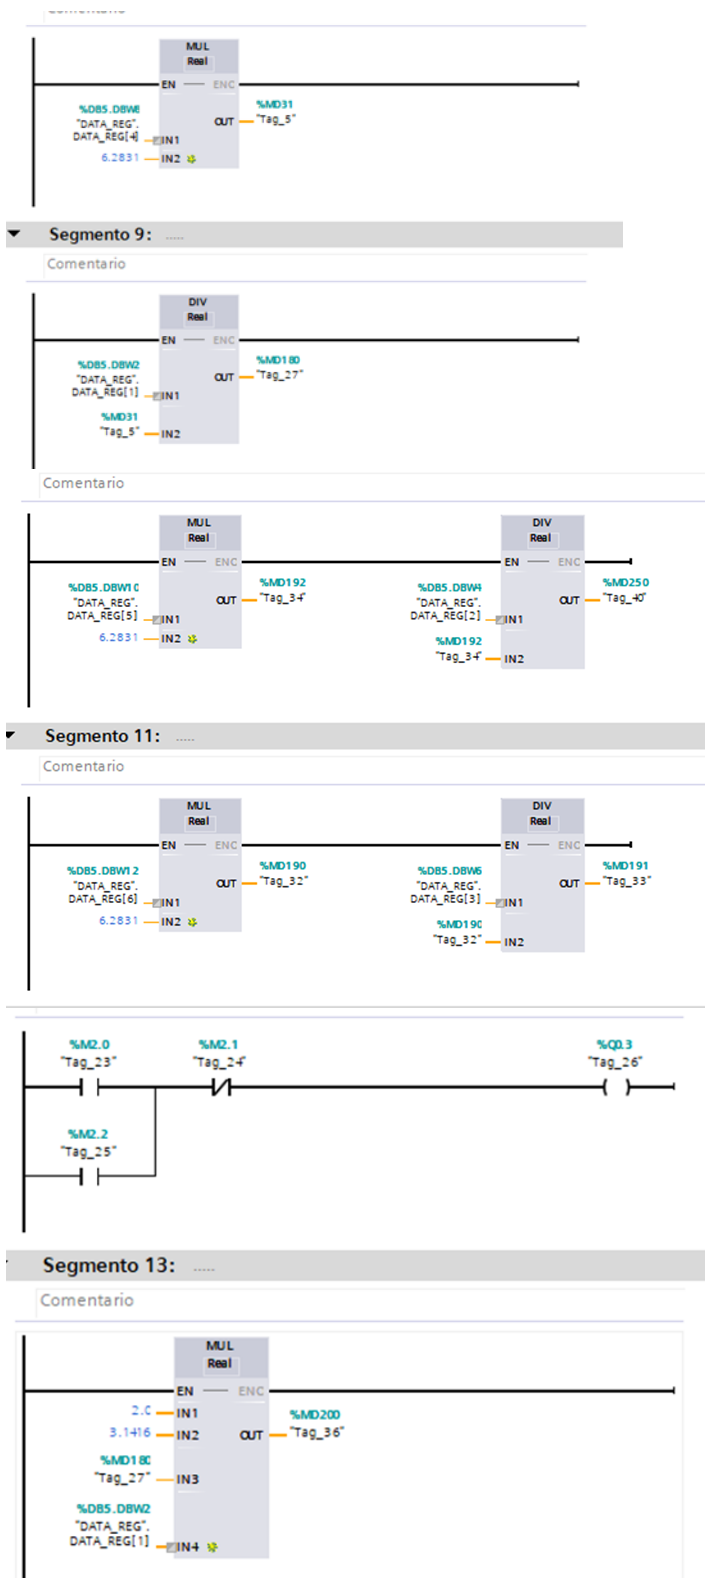 MUL
Real
EN ENC
%DB5.DBW8
%MD31
"DATA_REG".
OUT "Tag_5"
DATA_REG[4] IN1
6.2831 IN2
Segmento 9: .....
Comentario
DIV
Real
EN ENC
%DB5.DBW2
%MD180
"DATA_REG".
OUT "Tag_27"
DATA_REG[1] IN1
%MD31
"Tag_5" IN2
Comentario
MUL DIV
Real Real
EN ENC EN ENC
%DB5.DBW10 %MD192 %DB5.DBW4 %MD250
"DATA_REG". OUT "Tag_34" "DATA_REG". OUT "Tag_40"
DATA_REG[5] IN1 DATA_REG[2] IN1
6.2831 IN2 %MD192
"Tag_34" IN2
Segmento 11: .....
Comentario
MUL DIV
Real Real
EN ENC EN ENC
%DB5.DBW12 %MD190 %DB5.DBW6 %MD191
"DATA_REG". OUT "Tag_32" "DATA_REG". OUT "Tag_33"
DATA_REG[6] IN1 DATA_REG[3] IN1
6.2831 IN2 %MD190
"Tag_32" IN2
%M2.0 %M2.1 %Q0.3
"Tag_23" "Tag_24" "Tag_26"
%M2.2
"Tag_25"
Segmento 13: .....
Comentario
MUL
Real
EN ENC
2.0 IN1
%MD200
3.1416 IN2 OUT "Tag_36"
%MD180
"Tag_27" IN3
%DB5.DBW2
"DATA_REG".
DATA_REG[1] IN4